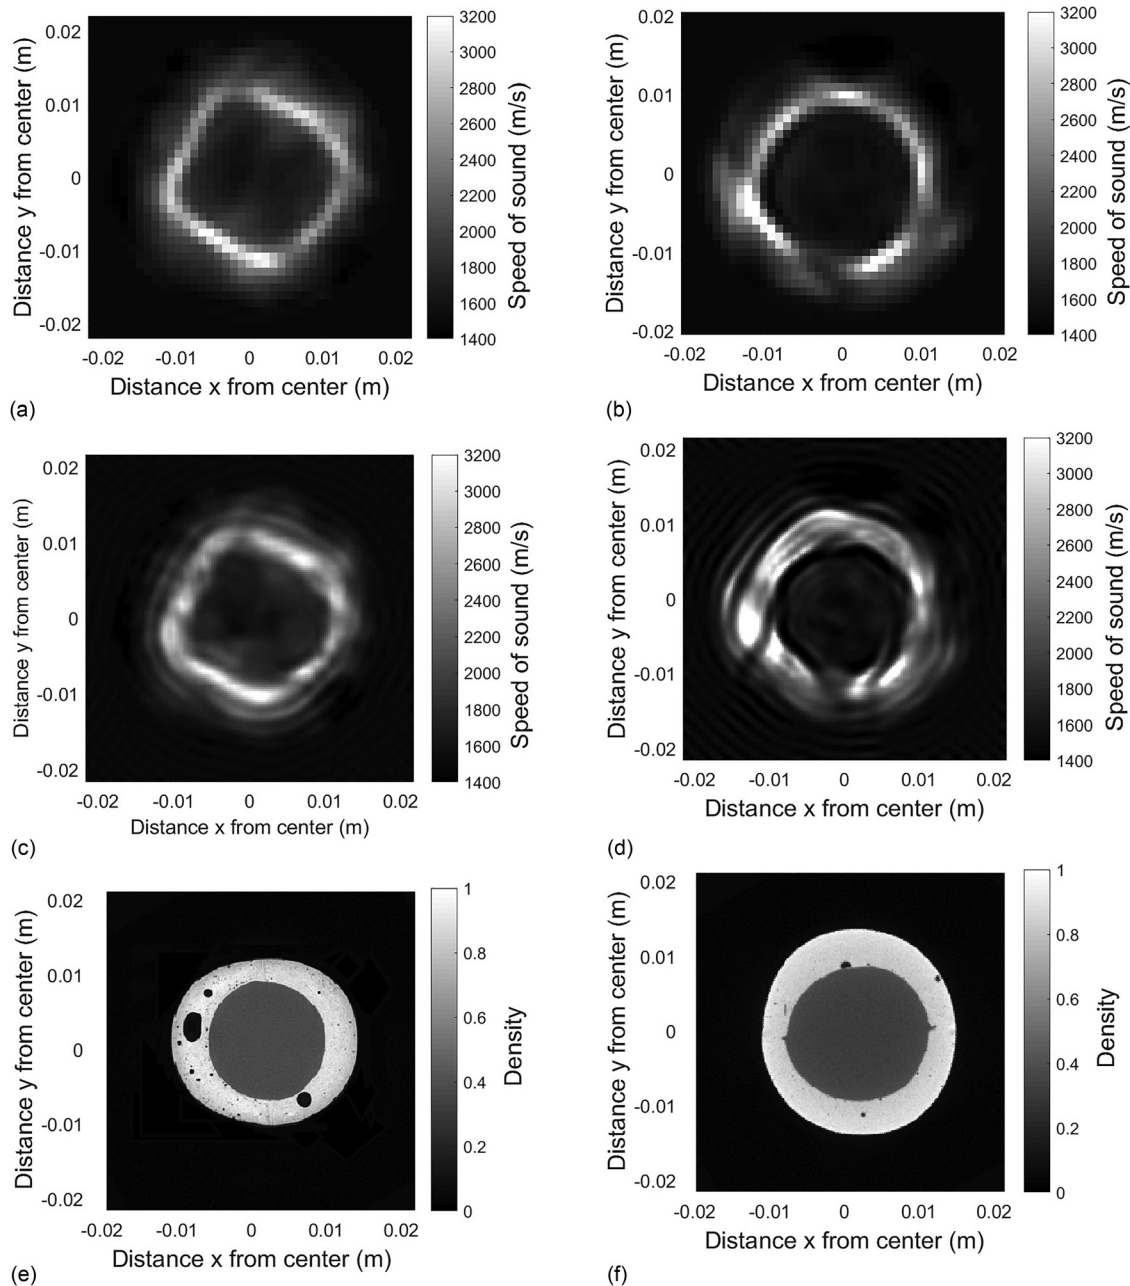 0.02
0.01
0
-0.01
-0.02
Distance y from center (m)
-0.02 -0.01 0 0.01 0.02
Distance x from center (m)
3200
3000
2800
2600
2400
2200
2000
1800
1600
1400
Speed of sound (m/s)
(a)
0.02
0.01
0
-0.01
-0.02
Distance y from center (m)
-0.02 -0.01 0 0.01 0.02
Distance x from center (m)
3200
3000
2800
2600
2400
2200
2000
1800
1600
1400
Speed of sound (m/s)
(b)
0.02
0.01
0
-0.01
-0.02
Distance y from center (m)
-0.02 -0.01 0 0.01 0.02
Distance x from center (m)
3200
3000
2800
2600
2400
2200
2000
1800
1600
1400
Speed of sound (m/s)
(c)
0.02
0.01
0
-0.01
-0.02
Distance y from center (m)
-0.02 -0.01 0 0.01 0.02
Distance x from center (m)
3200
3000
2800
2600
2400
2200
2000
1800
1600
1400
Speed of sound (m/s)
(d)
0.02
0.01
0
-0.01
-0.02
Distance y from center (m)
-0.02 -0.01 0 0.01 0.02
Distance x from center (m)
1
0.8
0.6
0.4
0.2
0
Density
(e)
0.02
0.01
0
-0.01
-0.02
Distance y from center (m)
-0.02 -0.01 0 0.01 0.02
Distance x from center (m)
1
0.8
0.6
0.4
0.2
0
Density
(f)